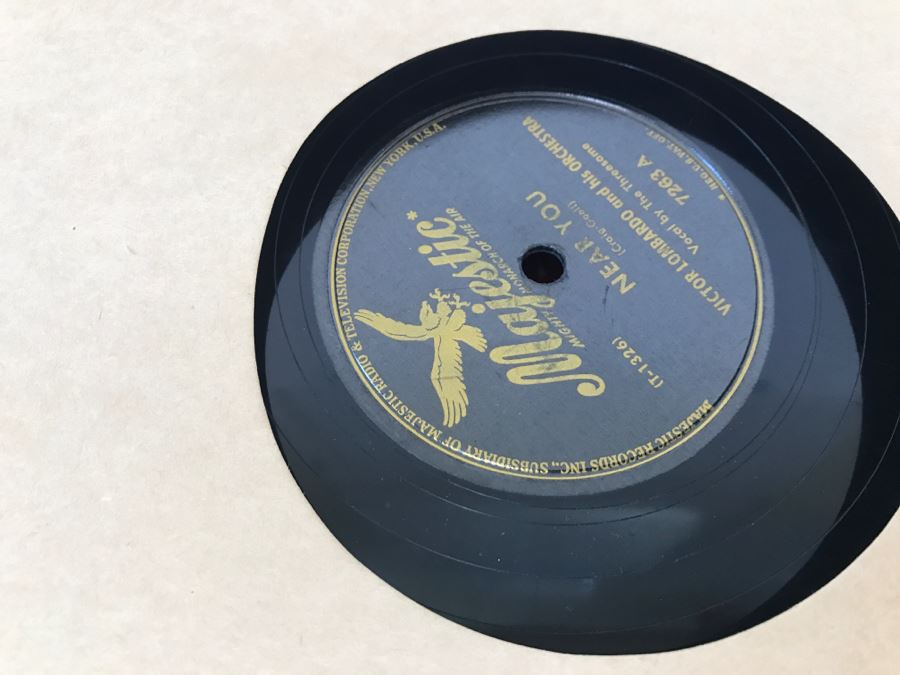 Majestic*
MIGHTY MONARCH OF THE AIR
(T-1326)
NEAR YOU
(Craig-Coeli)
VICTOR LOMBARDO and his ORCHESTRA
Vocal by The Threesome
7263 A
* REG. U.S. PAT. OFF.
MAJESTIC RECORDS INC., SUBSIDIARY OF MAJESTIC RADIO & TELEVISION CORPORATION, NEW YORK, U.S.A.